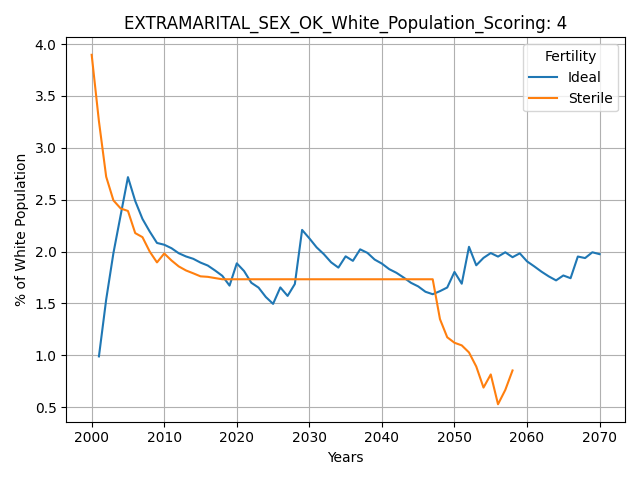 EXTRAMARITAL_SEX_OK_White_Population_Scoring: 4
4.0
3.5
3.0
2.5
2.0
1.5
1.0
0.5
% of White Population
Fertility
Ideal
Sterile
2000 2010 2020 2030 2040 2050 2060 2070
Years